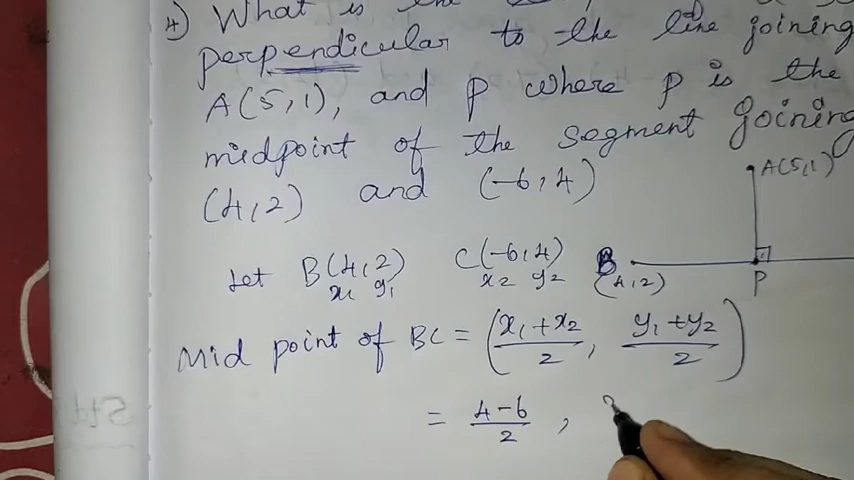 4) What is the
perpendicular to the line joining
A(5,1), and P where P is the
midpoint of the segment joining
(4,2) and (-6,4)
A(5,1)
Let B(4,2) C(-6,4)
x1 y1 x2 y2
B
(4,2)
P
Mid point of BC = (x1+x2/2, y1+y2/2)
= 4-6/2 ,